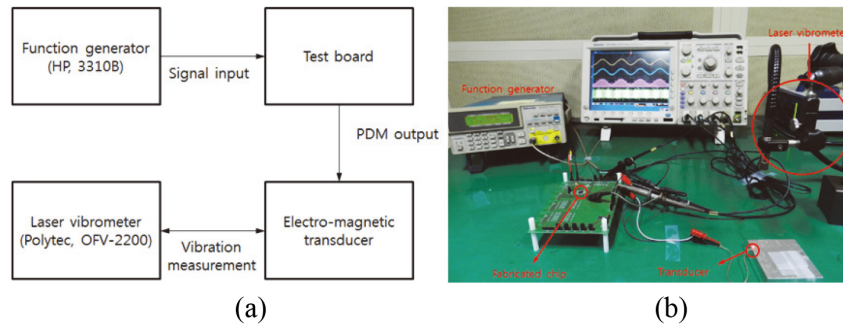 Function generator
(HP, 3310B)
Signal input
Test board
PDM output
Laser vibrometer
(Polytec, OFV-2200)
Vibration
measurement
Electro-magnetic
transducer
(a)
Laser vibrometer
Function generator
Fabricated chip
Transducer
(b)